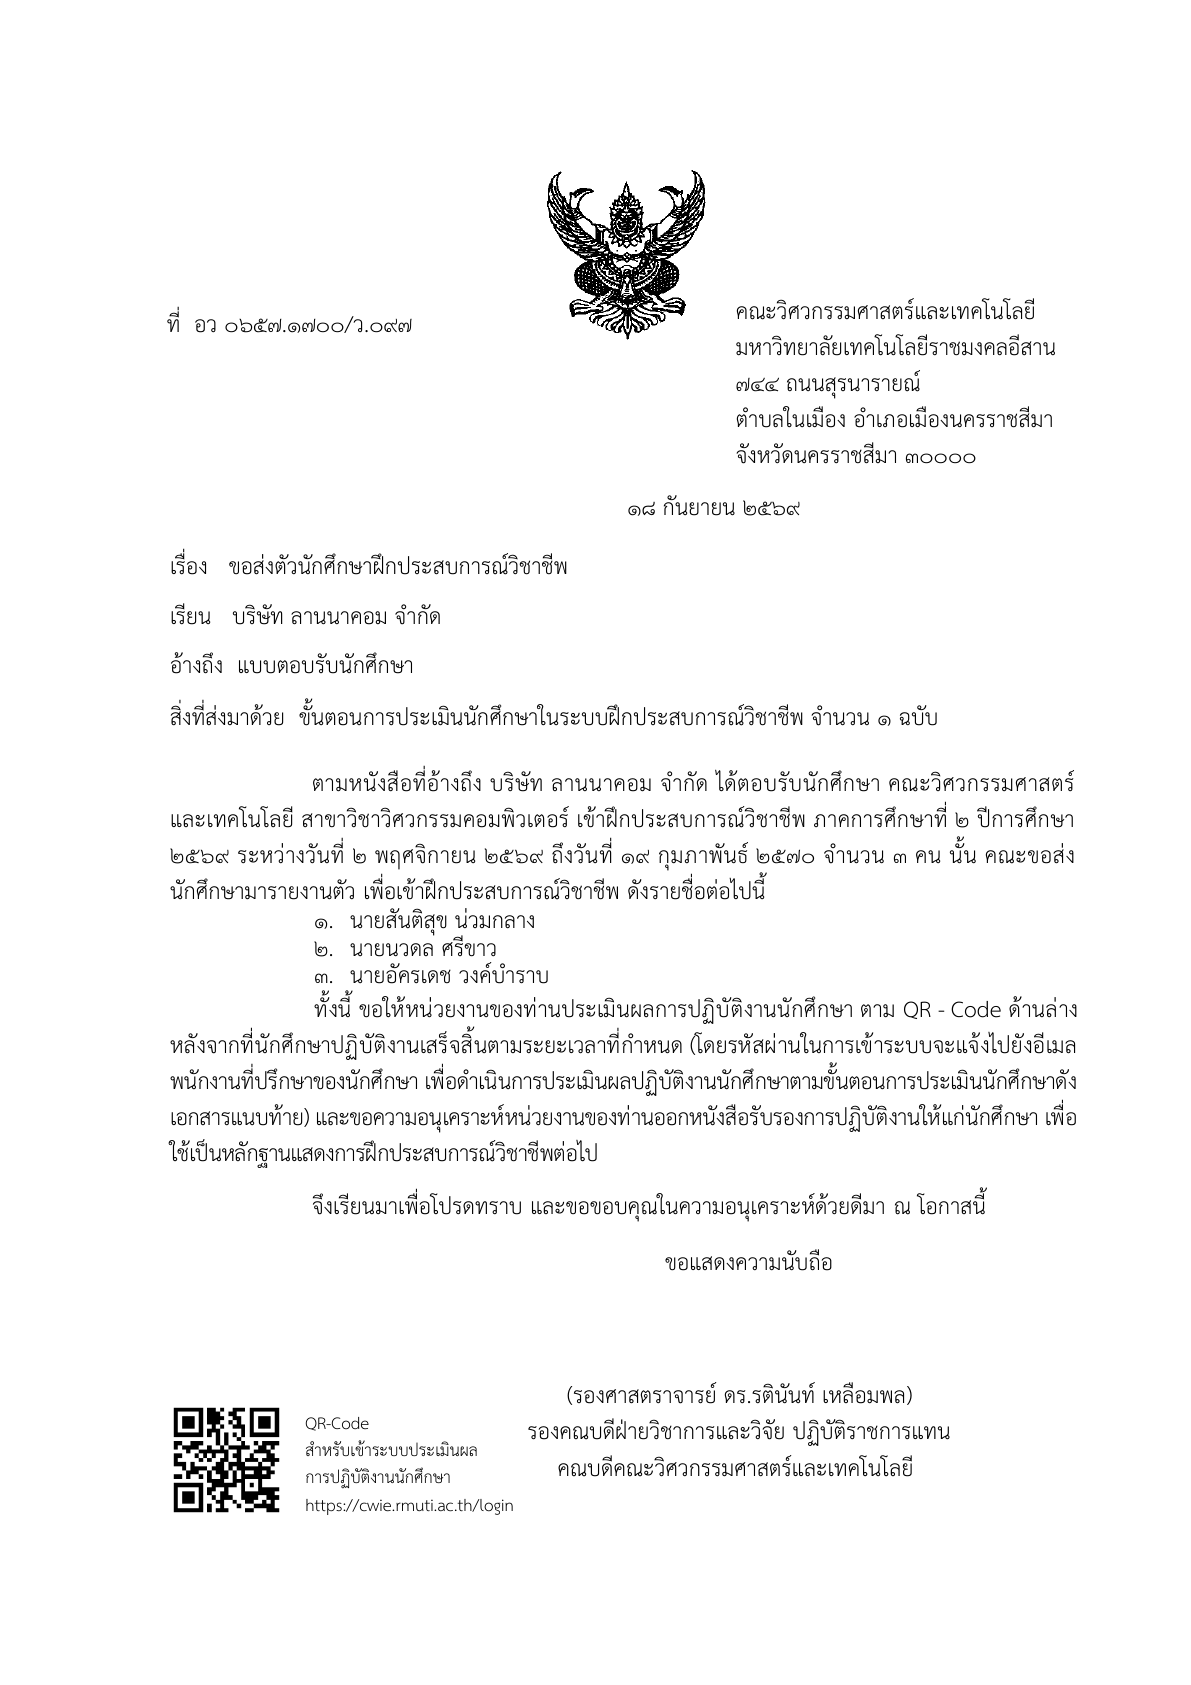 ที่ อว ๐๖๕๗.๑๗๐๐/ว.๐๙๗
คณะวิศวกรรมศาสตร์และเทคโนโลยี
มหาวิทยาลัยเทคโนโลยีราชมงคลอีสาน
๗๔๔ ถนนสุรนารายณ์
ตำบลในเมือง อำเภอเมืองนครราชสีมา
จังหวัดนครราชสีมา ๓๐๐๐๐
๑๘ กันยายน ๒๕๖๙
เรื่อง ขอส่งตัวนักศึกษาฝึกประสบการณ์วิชาชีพ
เรียน บริษัท ลานนาคอม จำกัด
อ้างถึง แบบตอบรับนักศึกษา
สิ่งที่ส่งมาด้วย ขั้นตอนการประเมินนักศึกษาในระบบฝึกประสบการณ์วิชาชีพ จำนวน ๑ ฉบับ
ตามหนังสือที่อ้างถึง บริษัท ลานนาคอม จำกัด ได้ตอบรับนักศึกษา คณะวิศวกรรมศาสตร์
และเทคโนโลยี สาขาวิชาวิศวกรรมคอมพิวเตอร์ เข้าฝึกประสบการณ์วิชาชีพ ภาคการศึกษาที่ ๒ ปีการศึกษา
๒๕๖๙ ระหว่างวันที่ ๒ พฤศจิกายน ๒๕๖๙ ถึงวันที่ ๑๙ กุมภาพันธ์ ๒๕๗๐ จำนวน ๓ คน นั้น คณะขอส่ง
นักศึกษามารายงานตัว เพื่อเข้าฝึกประสบการณ์วิชาชีพ ดังรายชื่อต่อไปนี้
๑. นายสันติสุข น่วมกลาง
๒. นายนวดล ศรีขาว
๓. นายอัครเดช วงค์บำราบ
ทั้งนี้ ขอให้หน่วยงานของท่านประเมินผลการปฏิบัติงานนักศึกษา ตาม QR - Code ด้านล่าง
หลังจากที่นักศึกษาปฏิบัติงานเสร็จสิ้นตามระยะเวลาที่กำหนด (โดยรหัสผ่านในการเข้าระบบจะแจ้งไปยังอีเมล
พนักงานที่ปรึกษาของนักศึกษา เพื่อดำเนินการประเมินผลปฏิบัติงานนักศึกษาตามขั้นตอนการประเมินนักศึกษาดัง
เอกสารแนบท้าย) และขอความอนุเคราะห์หน่วยงานของท่านออกหนังสือรับรองการปฏิบัติงานให้แก่นักศึกษา เพื่อ
ใช้เป็นหลักฐานแสดงการฝึกประสบการณ์วิชาชีพต่อไป
จึงเรียนมาเพื่อโปรดทราบ และขอขอบคุณในความอนุเคราะห์ด้วยดีมา ณ โอกาสนี้
ขอแสดงความนับถือ
(รองศาสตราจารย์ ดร.รตินันท์ เหลือมพล)
รองคณบดีฝ่ายวิชาการและวิจัย ปฏิบัติราชการแทน
คณบดีคณะวิศวกรรมศาสตร์และเทคโนโลยี
QR-Code
สำหรับเข้าระบบประเมินผล
การปฏิบัติงานนักศึกษา
https://cwie.rmuti.ac.th/login